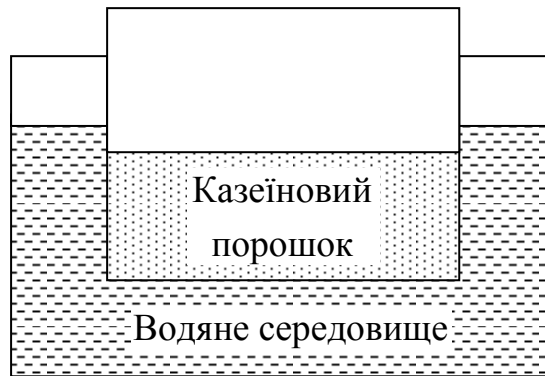 Казеїновий
порошок
Водяне середовище